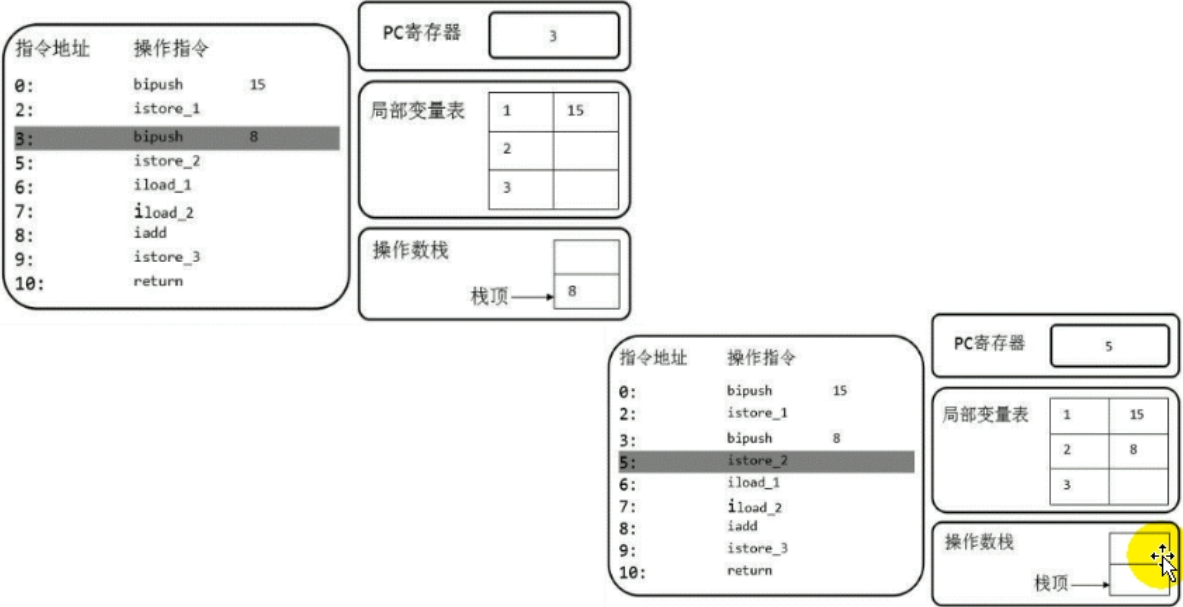 指令地址 操作指令
0: bipush 15
2: istore_1
3: bipush 8
5: istore_2
6: iload_1
7: iload_2
8: iadd
9: istore_3
10: return
PC寄存器 3
局部变量表 1 15
2
3
操作数栈
栈顶 8
指令地址 操作指令
0: bipush 15
2: istore_1
3: bipush 8
5: istore_2
6: iload_1
7: iload_2
8: iadd
9: istore_3
10: return
PC寄存器 5
局部变量表 1 15
2 8
3
操作数栈
栈顶